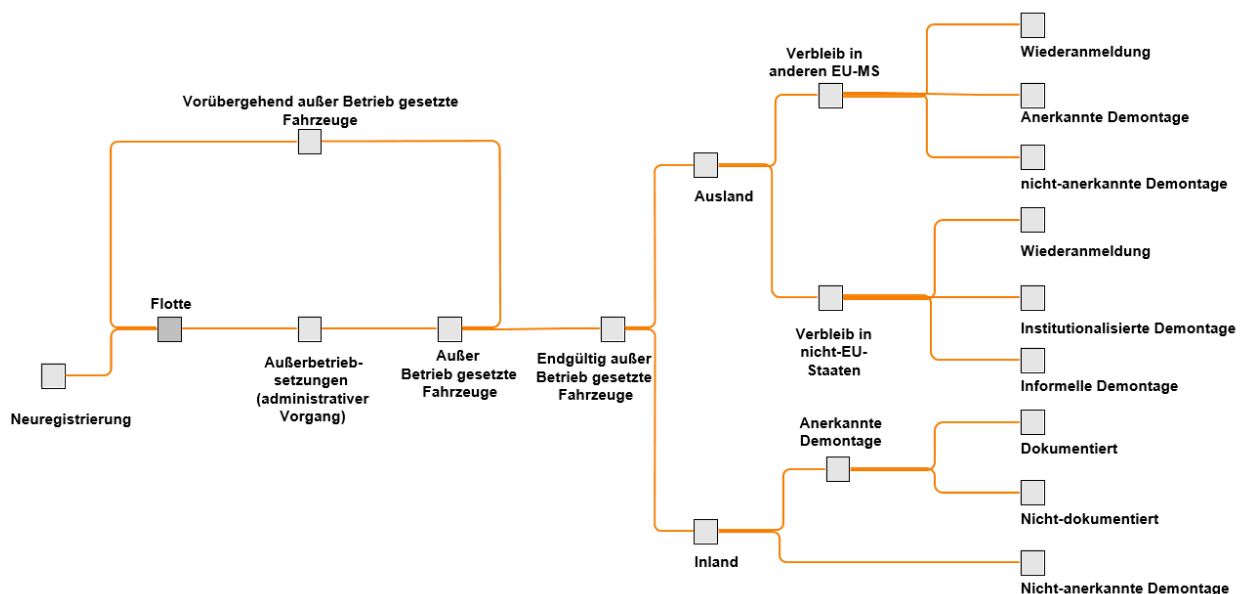 Vorübergehend außer Betrieb gesetzte
Fahrzeuge
Flotte
Neuregistrierung
Außerbetrieb-
setzungen
(administrativer
Vorgang)
Außer
Betrieb gesetzte
Fahrzeuge
Endgültig außer
Betrieb gesetzte
Fahrzeuge
Ausland
Inland
Verbleib in
anderen EU-MS
Verbleib in
nicht-EU-
Staaten
Anerkannte
Demontage
Wiederanmeldung
Anerkannte Demontage
nicht-anerkannte Demontage
Wiederanmeldung
Institutionalisierte Demontage
Informelle Demontage
Dokumentiert
Nicht-dokumentiert
Nicht-anerkannte Demontage